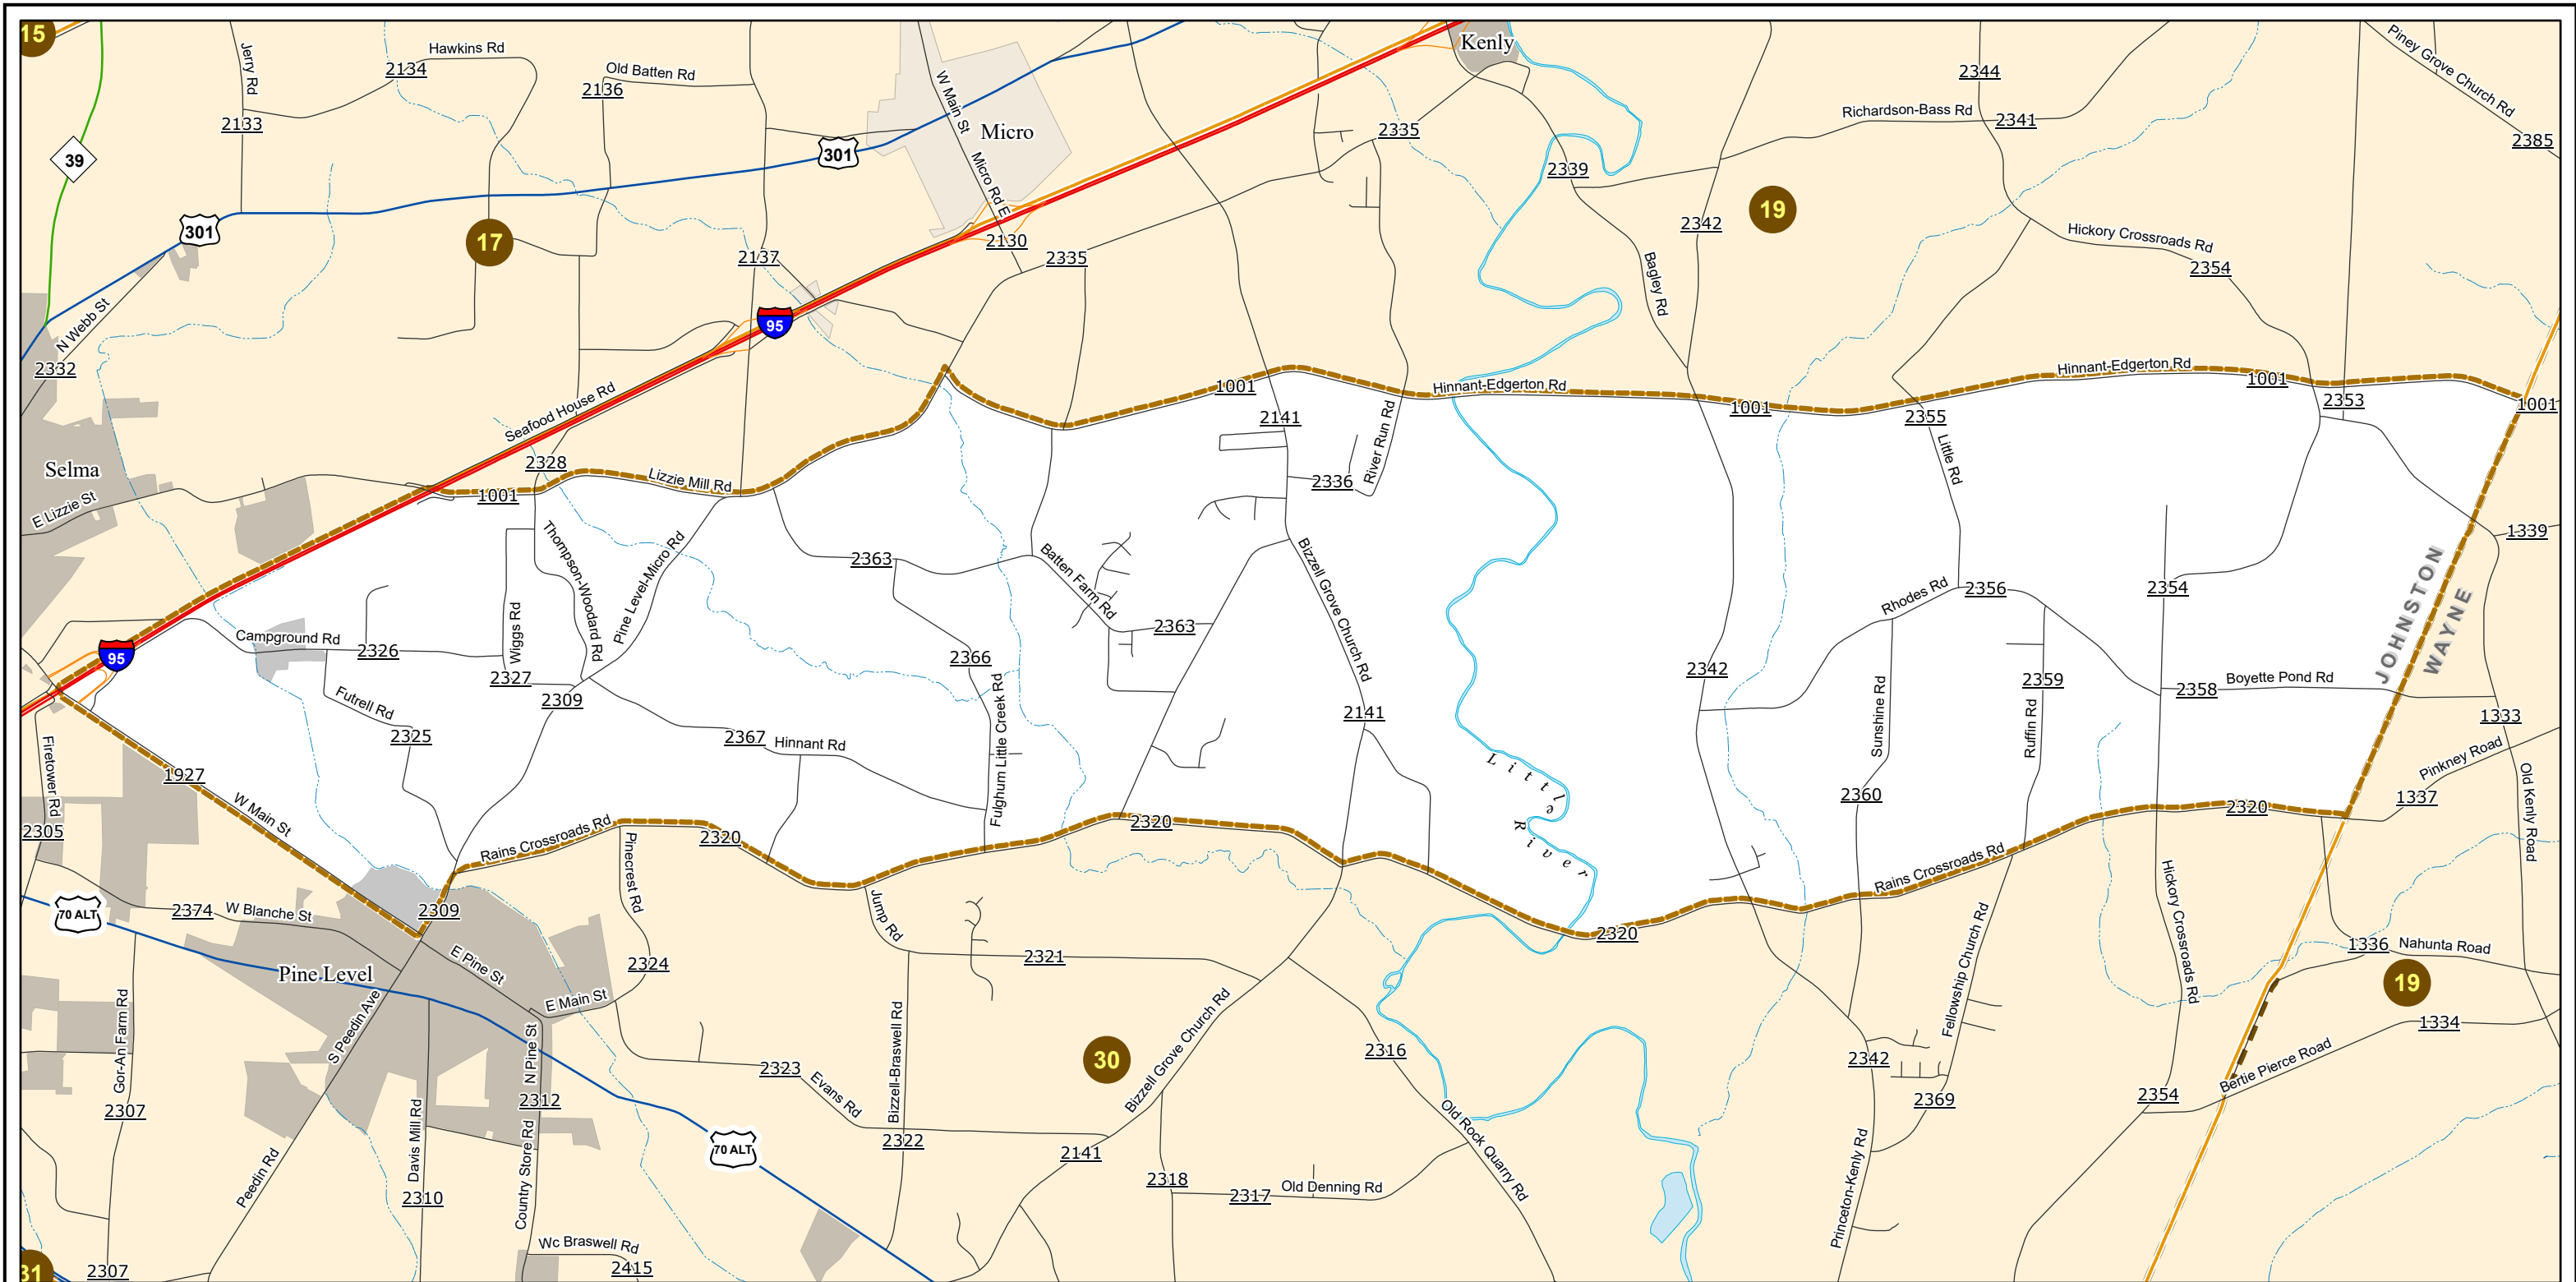 15
Jerry Rd
Hawkins Rd
2134
Old Batten Rd
2136
W Main St
Micro
Kenly
2344
Piney Grove Church Rd
2385
39
2133
301
Micro Rd E
2335
2339
Richardson-Bass Rd
2341
301
17
2137
2130
2335
19
2342
Bagley Rd
Hickory Crossroads Rd
2354
95
N Webb St
2332
Seafood House Rd
1001
Hinnant-Edgerton Rd
1001
Hinnant-Edgerton Rd
1001
2353
1001
2141
2355
River Run Rd
Little Rd
Selma
2328
Lizzie Mill Rd
1001
2336
E Lizzie St
Thompson-Woodard Rd
Pine Level-Micro Rd
2363
Batten Farm Rd
Bizzell Grove Church Rd
1339
JOHNSTON
WAYNE
Rhodes Rd
2356
2354
Campground Rd
95
2326
Wiggs Rd
2363
2327
2309
2366
Fulghum Little Creek Rd
2342
Sunshine Rd
2359
Ruffin Rd
2358
Boyette Pond Rd
Futrell Rd
2325
2367
Hinnant Rd
2141
1333
Firetower Rd
1927
W Main St
Little River
2360
Pinkney Road
1337
Old Kenly Road
2305
Rains Crossroads Rd
Pinecrest Rd
2320
2320
2320
Rains Crossroads Rd
Hickory Crossroads Rd
70 ALT
2374
W Blanche St
2309
Jump Rd
2320
Fellowship Church Rd
1336
Nahunta Road
Pine Level
E Pine St
2324
2321
19
E Main St
Gor-An Farm Rd
S Peedin Ave
N Pine St
Bizzell-Braswell Rd
Bizzell Grove Church Rd
1334
30
2316
2342
Bertie Pierce Road
2323
Evans Rd
2307
2312
2369
2354
Davis Mill Rd
Country Store Rd
70 ALT
2322
2141
Old Rock Quarry Rd
Princeton-Kenly Rd
Peedin Rd
2310
2318
2317
Old Denning Rd
Wc Braswell Rd
2415
31
2307